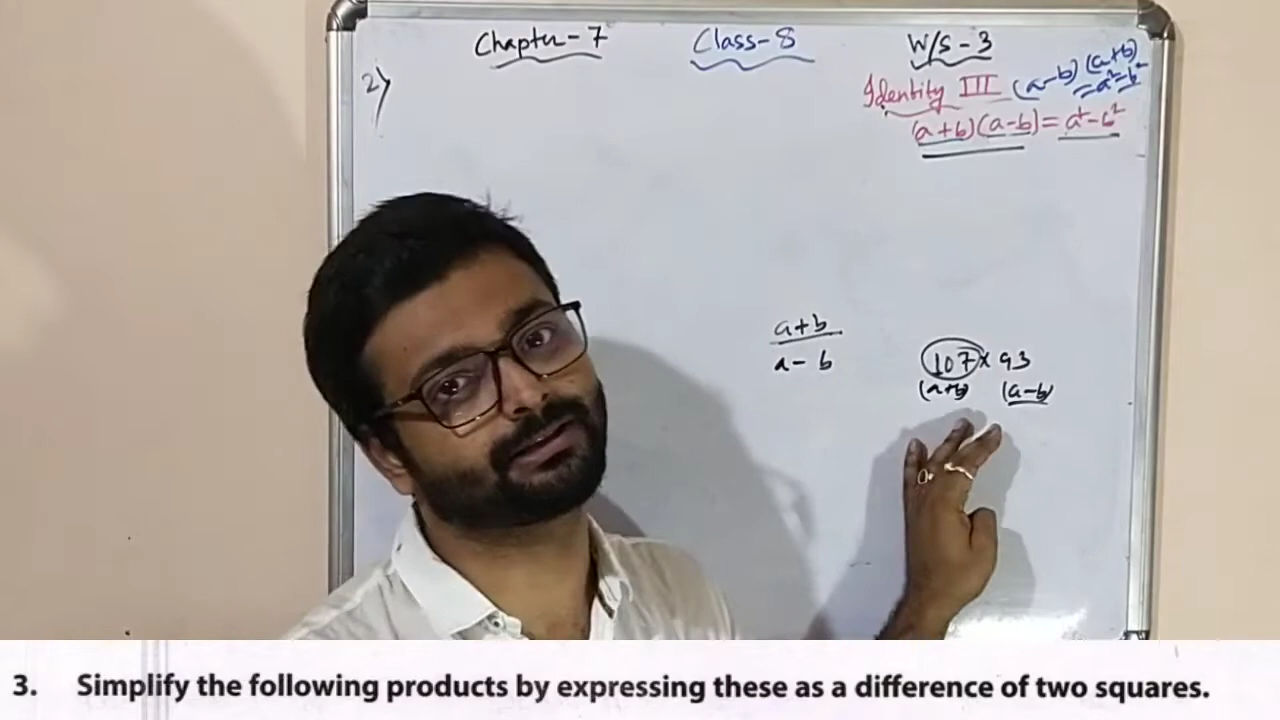 Chapter-7 Class-8 W/S-3
2)
Identity III (a-b)(a+b)
=a²-b²
(a+b)(a-b)=a²-b²
a+b
a-b
107×93
(a+b) (a-b)
3. Simplify the following products by expressing these as a difference of two squares.